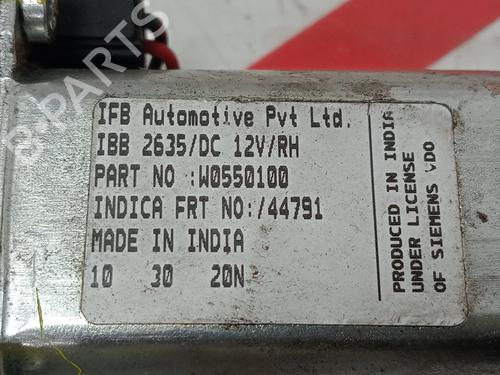 IFB Automotive Pvt Ltd.
IBB 2635/DC 12V/RH
PART NO :W0550100
INDICA FRT NO:/44791
MADE IN INDIA
10 30 20N
PRODUCED IN INDIA
UNDER LICENSE
OF SIEMENS VDO
B-PARTS